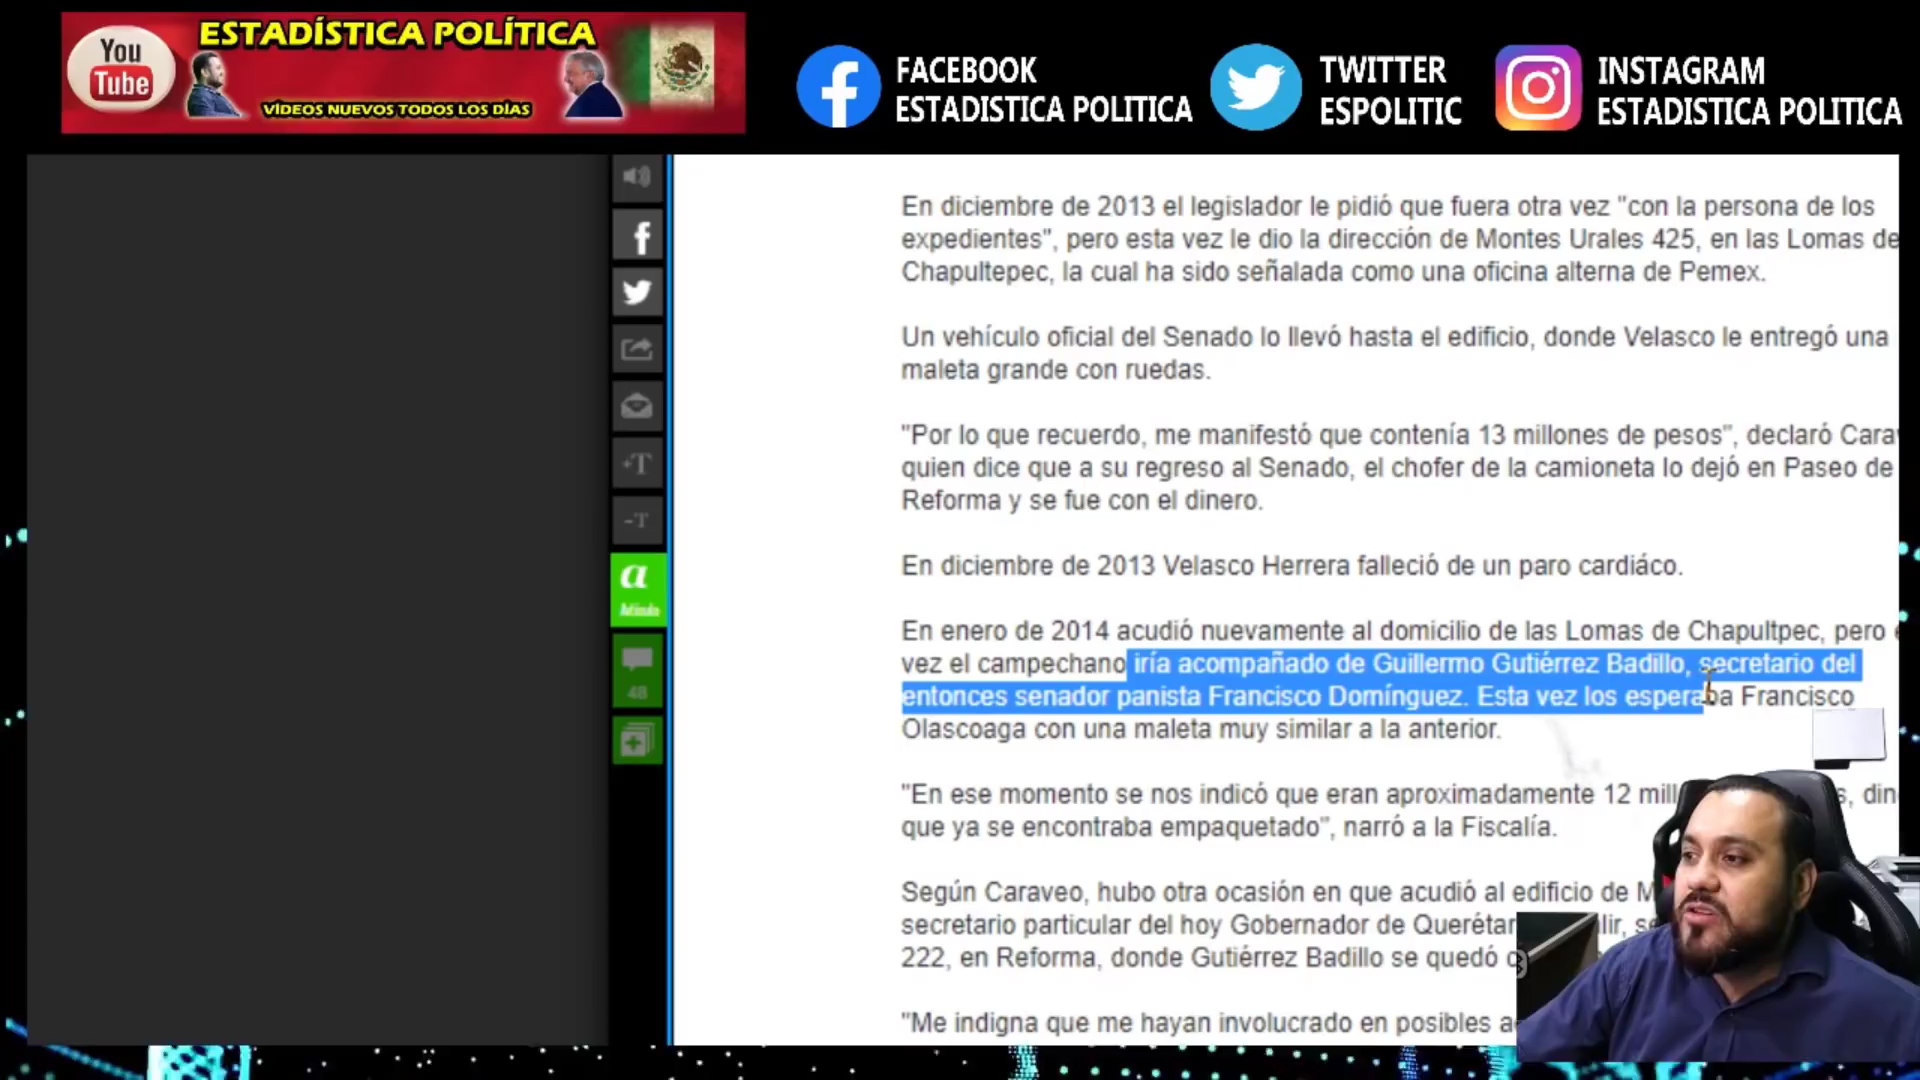 You
Tube
ESTADÍSTICA POLÍTICA
VÍDEOS NUEVOS TODOS LOS DÍAS
FACEBOOK
ESTADISTICA POLITICA
TWITTER
ESPOLITIC
INSTAGRAM
ESTADISTICA POLITICA
+T
-T
a
Artículo
48
En diciembre de 2013 el legislador le pidió que fuera otra vez "con la persona de los
expedientes", pero esta vez le dio la dirección de Montes Urales 425, en las Lomas de
Chapultepec, la cual ha sido señalada como una oficina alterna de Pemex.
Un vehículo oficial del Senado lo llevó hasta el edificio, donde Velasco le entregó una
maleta grande con ruedas.
"Por lo que recuerdo, me manifestó que contenía 13 millones de pesos", declaró Cara
quien dice que a su regreso al Senado, el chofer de la camioneta lo dejó en Paseo de
Reforma y se fue con el dinero.
En diciembre de 2013 Velasco Herrera falleció de un paro cardiáco.
En enero de 2014 acudió nuevamente al domicilio de las Lomas de Chapultpec, pero
vez el campechano iría acompañado de Guillermo Gutiérrez Badillo, secretario del
entonces senador panista Francisco Domínguez. Esta vez los esperaba Francisco
Olascoaga con una maleta muy similar a la anterior.
"En ese momento se nos indicó que eran aproximadamente 12 mill s, din
que ya se encontraba empaquetado", narró a la Fiscalía.
Según Caraveo, hubo otra ocasión en que acudió al edificio de M
secretario particular del hoy Gobernador de Querétar lir, s
222, en Reforma, donde Gutiérrez Badillo se quedó
"Me indigna que me hayan involucrado en posibles a